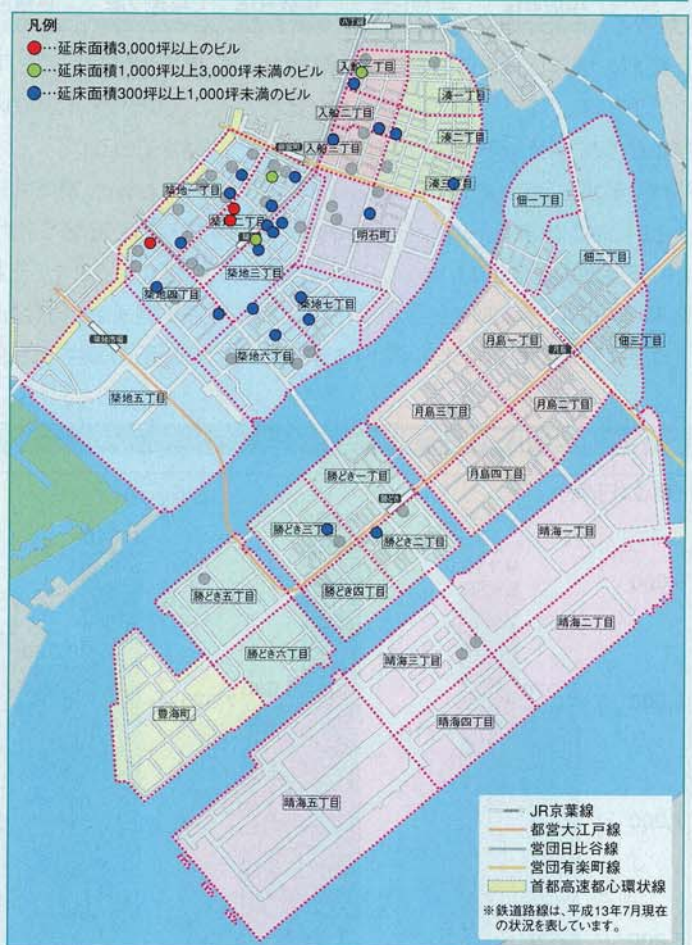 凡例
…延床面積3,000坪以上のビル
…延床面積1,000坪以上3,000坪未満のビル
…延床面積300坪以上1,000坪未満のビル
八丁堀
入船一丁目
湊一丁目
入船二丁目
湊二丁目
入船三丁目
湊三丁目
築地一丁目
築地二丁目
明石町
築地三丁目
築地四丁目
築地七丁目
築地六丁目
築地市場
築地五丁目
佃一丁目
佃二丁目
佃三丁目
月島一丁目
月島
月島二丁目
月島三丁目
月島四丁目
勝どき一丁目
勝どき
勝どき三丁目
勝どき二丁目
勝どき四丁目
勝どき五丁目
勝どき六丁目
豊海町
晴海一丁目
晴海二丁目
晴海三丁目
晴海四丁目
晴海五丁目
JR京葉線
都営大江戸線
営団日比谷線
営団有楽町線
首都高速都心環状線
※鉄道路線は、平成13年7月現在
の状況を表しています。